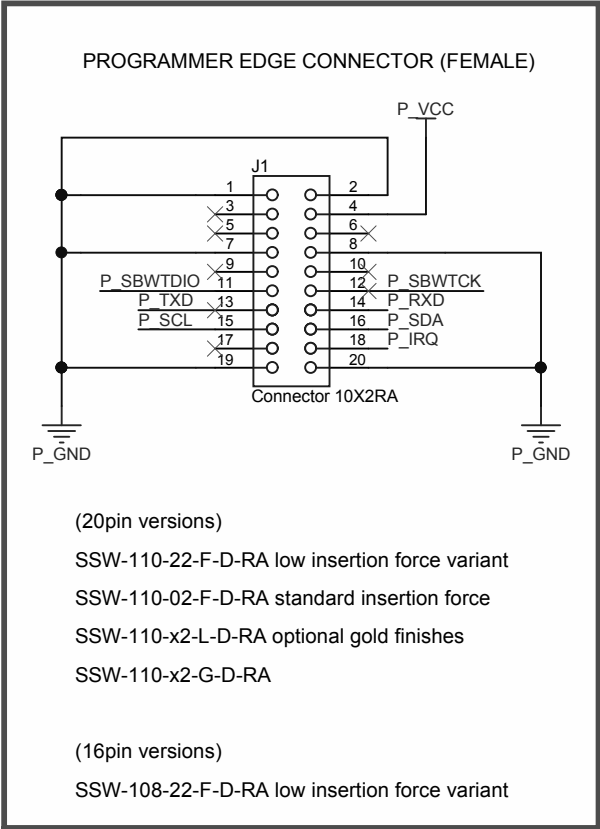 PROGRAMMER EDGE CONNECTOR (FEMALE)
P_VCC
J1
1 2
3 4
5 6
7 8
9 10
P_SBWTDIO 11 12 P_SBWTCK
P_TXD 13 14 P_RXD
P_SCL 15 16 P_SDA
17 18 P_IRQ
19 20
Connector 10X2RA
P_GND P_GND
(20pin versions)
SSW-110-22-F-D-RA low insertion force variant
SSW-110-02-F-D-RA standard insertion force
SSW-110-x2-L-D-RA optional gold finishes
SSW-110-x2-G-D-RA
(16pin versions)
SSW-108-22-F-D-RA low insertion force variant